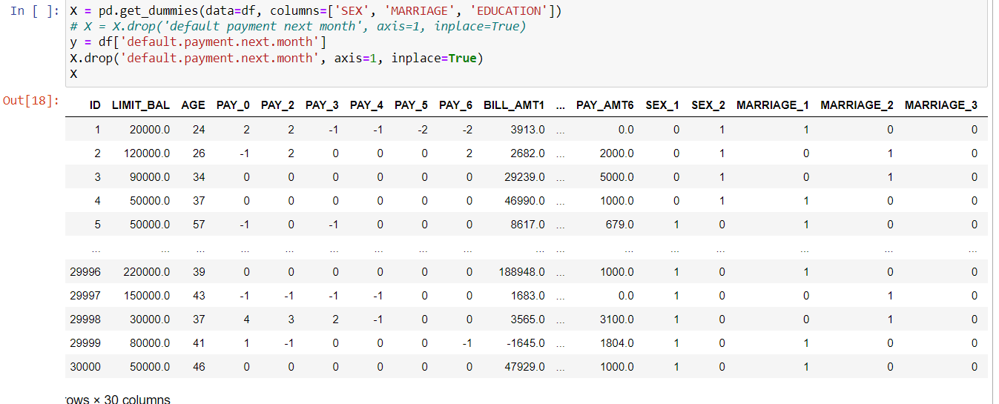 In [ ]: X = pd.get_dummies(data=df, columns=['SEX', 'MARRIAGE', 'EDUCATION'])
# X = X.drop('default payment next month', axis=1, inplace=True)
y = df['default.payment.next.month']
X.drop('default.payment.next.month', axis=1, inplace=True)
X
Out[18]:
ID LIMIT_BAL AGE PAY_0 PAY_2 PAY_3 PAY_4 PAY_5 PAY_6 BILL_AMT1 ... PAY_AMT6 SEX_1 SEX_2 MARRIAGE_1 MARRIAGE_2 MARRIAGE_3
1 20000.0 24 2 2 -1 -1 -2 -2 3913.0 ... 0.0 0 1 1 0 0
2 120000.0 26 -1 2 0 0 0 2 2682.0 ... 2000.0 0 1 0 1 0
3 90000.0 34 0 0 0 0 0 0 29239.0 ... 5000.0 0 1 0 1 0
4 50000.0 37 0 0 0 0 0 0 46990.0 ... 1000.0 0 1 1 0 0
5 50000.0 57 -1 0 -1 0 0 0 8617.0 ... 679.0 1 0 1 0 0
... ... ... ... ... ... ... ... ... ... ... ... ... ... ... ... ...
29996 220000.0 39 0 0 0 0 0 0 188948.0 ... 1000.0 1 0 1 0 0
29997 150000.0 43 -1 -1 -1 -1 0 0 1683.0 ... 0.0 1 0 0 1 0
29998 30000.0 37 4 3 2 -1 0 0 3565.0 ... 3100.0 1 0 0 1 0
29999 80000.0 41 1 -1 0 0 0 -1 -1645.0 ... 1804.0 1 0 1 0 0
30000 50000.0 46 0 0 0 0 0 0 47929.0 ... 1000.0 1 0 1 0 0
rows × 30 columns